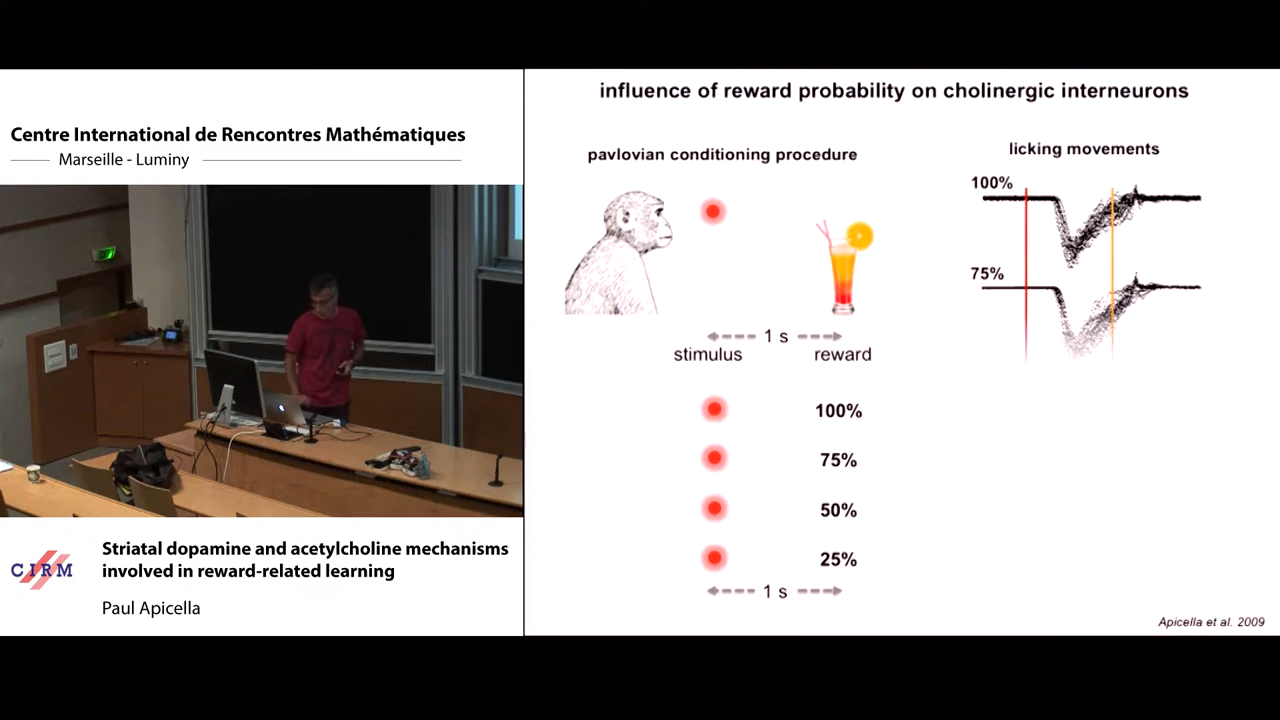 Centre International de Rencontres Mathématiques
Marseille - Luminy
CIRM
Striatal dopamine and acetylcholine mechanisms
involved in reward-related learning
Paul Apicella
influence of reward probability on cholinergic interneurons
pavlovian conditioning procedure
1 s
stimulus reward
100%
75%
50%
25%
1 s
licking movements
100%
75%
Apicella et al. 2009